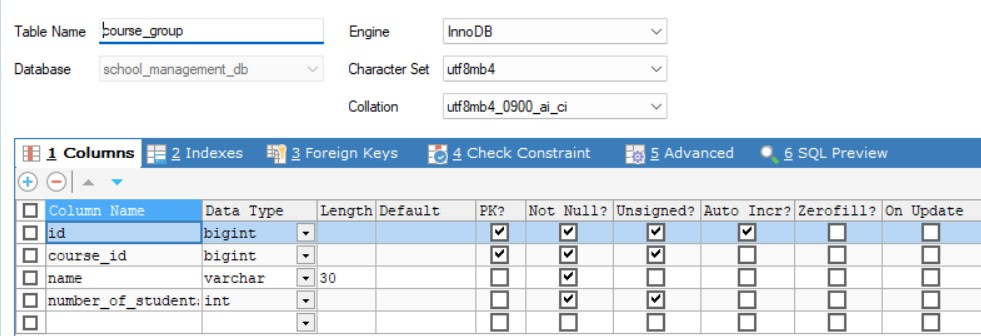 Table Name course_group Engine InnoDB
Database school_management_db Character Set utf8mb4
Collation utf8mb4_0900_ai_ci
1 Columns 2 Indexes 3 Foreign Keys 4 Check Constraint 5 Advanced 6 SQL Preview
Column Name Data Type Length Default PK? Not Null? Unsigned? Auto Incr? Zerofill? On Update
id bigint
course_id bigint
name varchar 30
number_of_student int